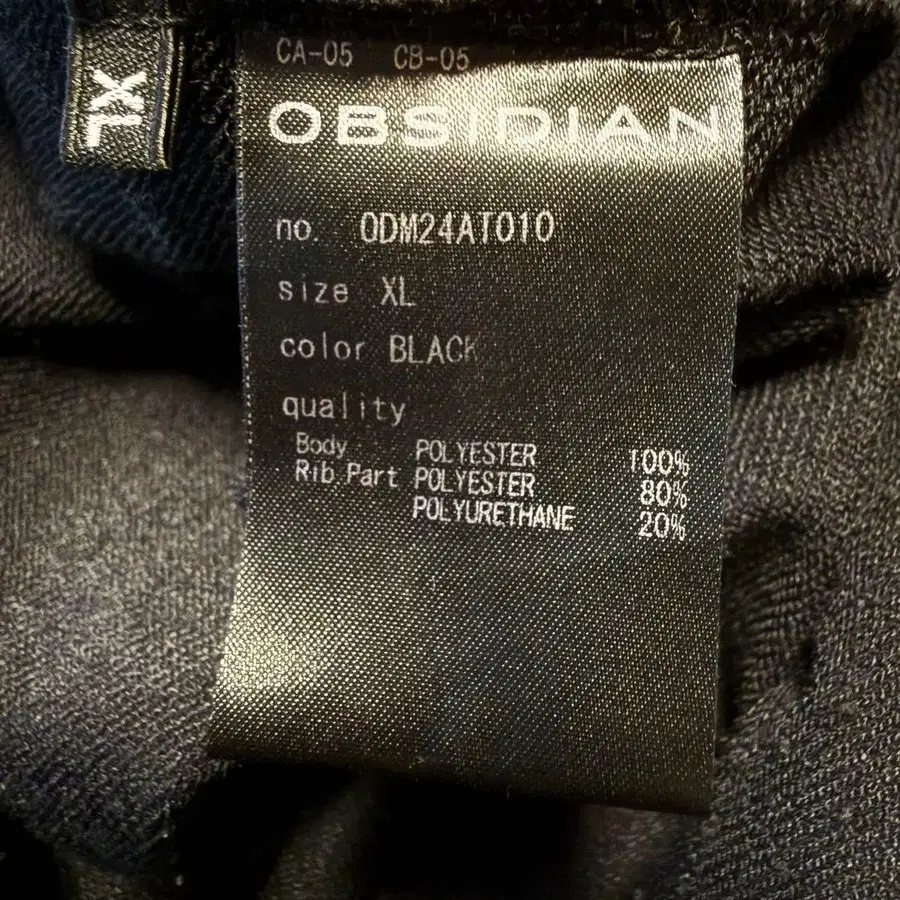 CA-05 CB-05
XL
OBSIDIAN
no. ODM24AT010
size XL
color BLACK
quality
Body POLYESTER 100%
Rib Part POLYESTER 80%
POLYURETHANE 20%